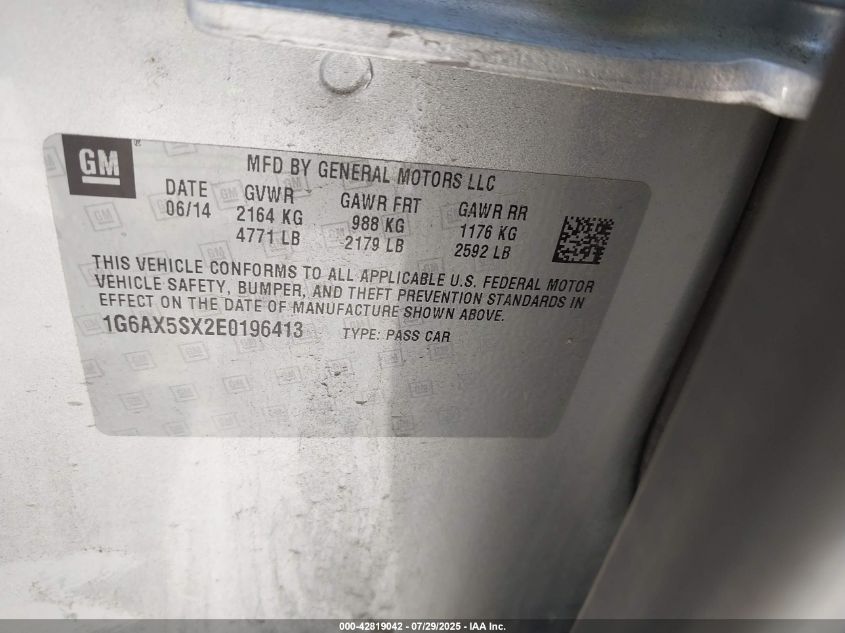 GM
MFD BY GENERAL MOTORS LLC
DATE GVWR GAWR FRT GAWR RR
06/14 2164 KG 988 KG 1176 KG
4771 LB 2179 LB 2592 LB
THIS VEHICLE CONFORMS TO ALL APPLICABLE U.S. FEDERAL MOTOR
VEHICLE SAFETY, BUMPER, AND THEFT PREVENTION STANDARDS IN
EFFECT ON THE DATE OF MANUFACTURE SHOWN ABOVE.
1G6AX5SX2E0196413 TYPE: PASS CAR
000-42819042 - 07/29/2025 - IAA Inc.